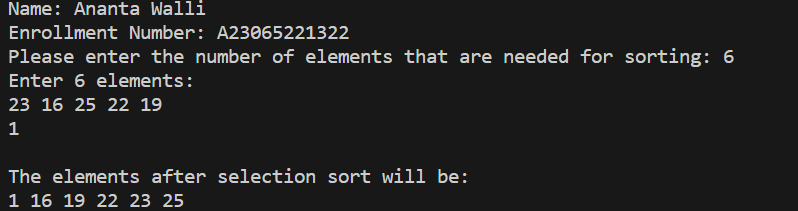 Name: Ananta Walli
Enrollment Number: A23065221322
Please enter the number of elements that are needed for sorting: 6
Enter 6 elements:
23 16 25 22 19
1
The elements after selection sort will be:
1 16 19 22 23 25